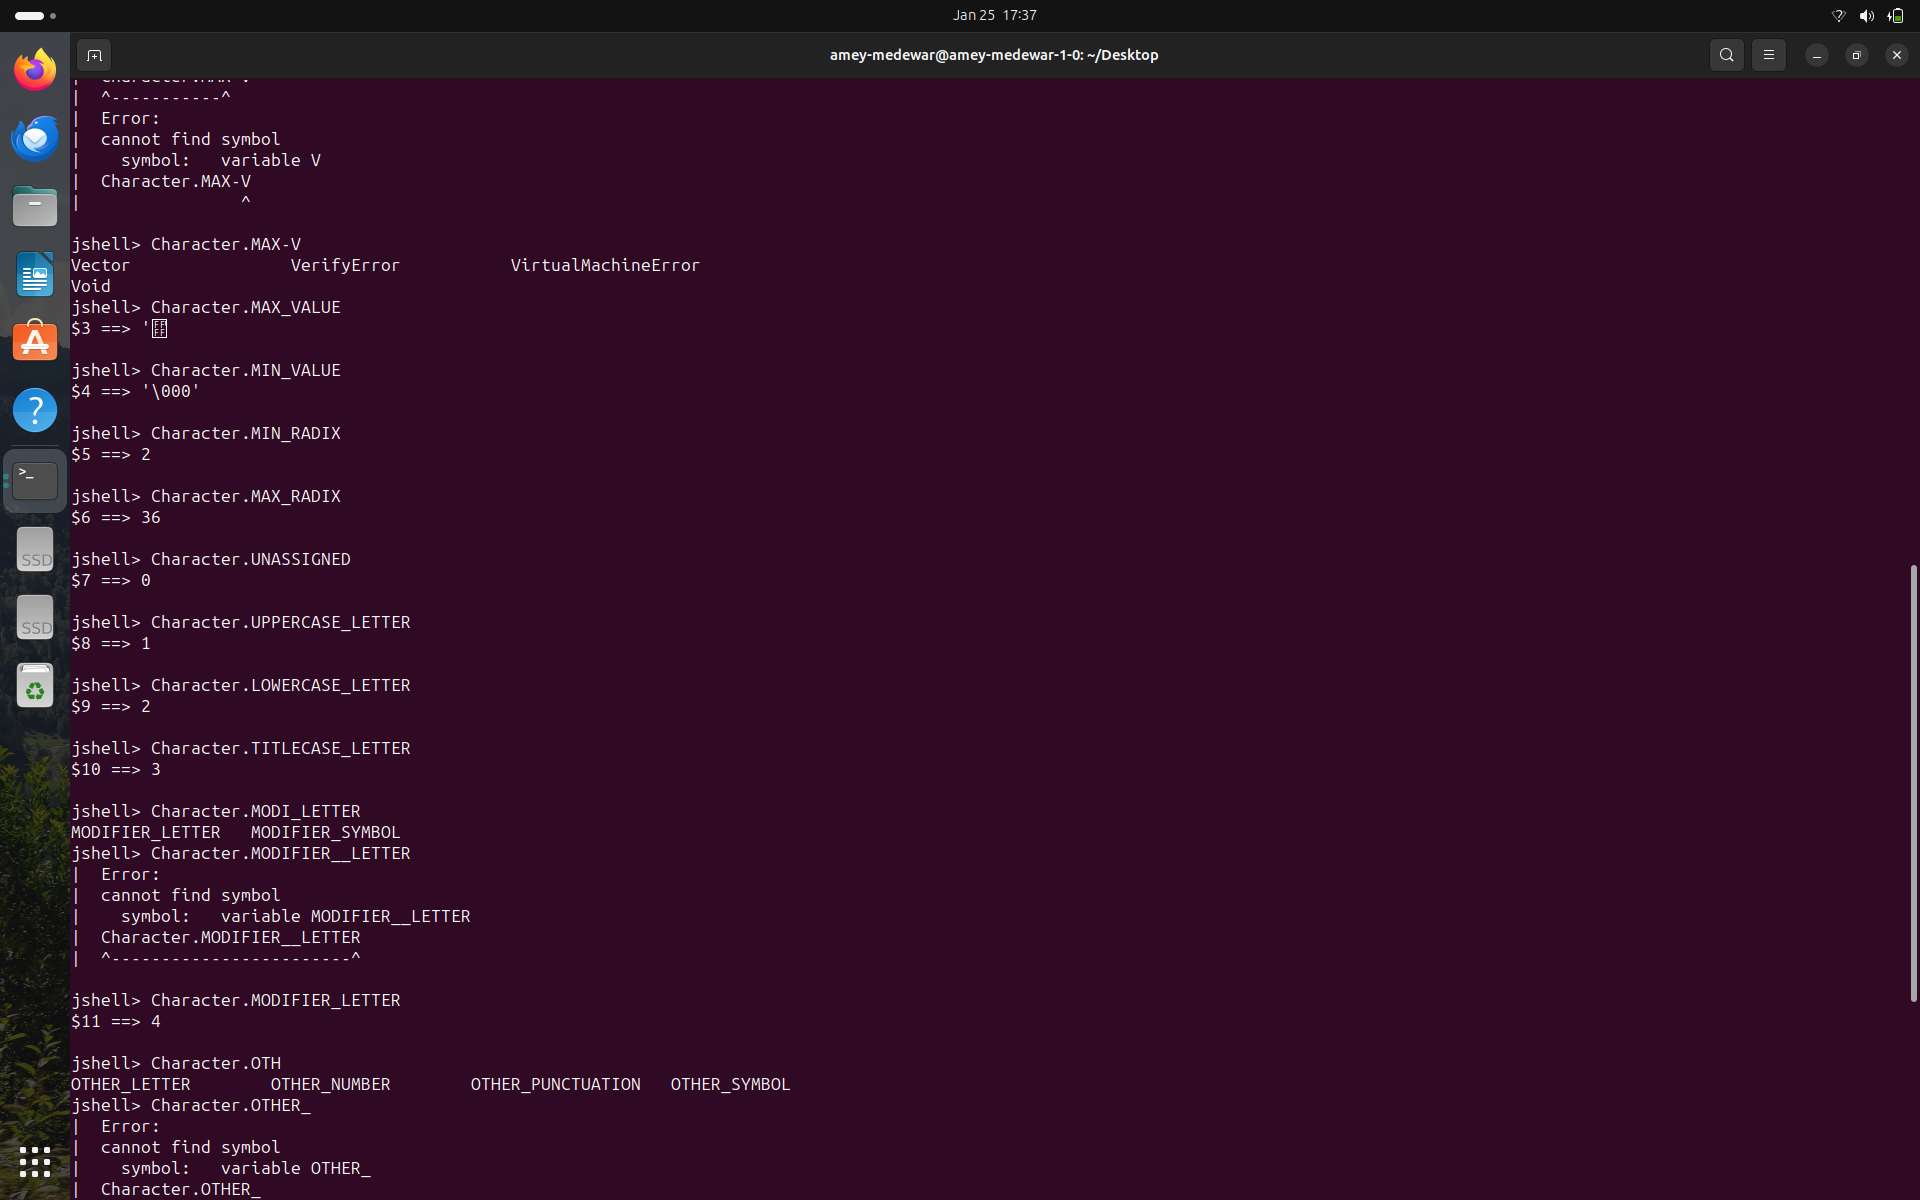 Jan 25 17:37
amey-medewar@amey-medewar-1-0: ~/Desktop
| ^-----------^
| Error:
| cannot find symbol
|   symbol:   variable V
| Character.MAX-V
|               ^
jshell> Character.MAX-V
Vector                VerifyError           VirtualMachineError
Void
jshell> Character.MAX_VALUE
$3 ==> '
FF
FF
jshell> Character.MIN_VALUE
$4 ==> '\000'
jshell> Character.MIN_RADIX
$5 ==> 2
jshell> Character.MAX_RADIX
$6 ==> 36
jshell> Character.UNASSIGNED
$7 ==> 0
jshell> Character.UPPERCASE_LETTER
$8 ==> 1
jshell> Character.LOWERCASE_LETTER
$9 ==> 2
jshell> Character.TITLECASE_LETTER
$10 ==> 3
jshell> Character.MODI_LETTER
MODIFIER_LETTER   MODIFIER_SYMBOL
jshell> Character.MODIFIER__LETTER
| Error:
| cannot find symbol
|   symbol:   variable MODIFIER__LETTER
| Character.MODIFIER__LETTER
| ^------------------------^
jshell> Character.MODIFIER_LETTER
$11 ==> 4
jshell> Character.OTH
OTHER_LETTER        OTHER_NUMBER        OTHER_PUNCTUATION   OTHER_SYMBOL
jshell> Character.OTHER_
| Error:
| cannot find symbol
|   symbol:   variable OTHER_
| Character.OTHER_
SSD
SSD